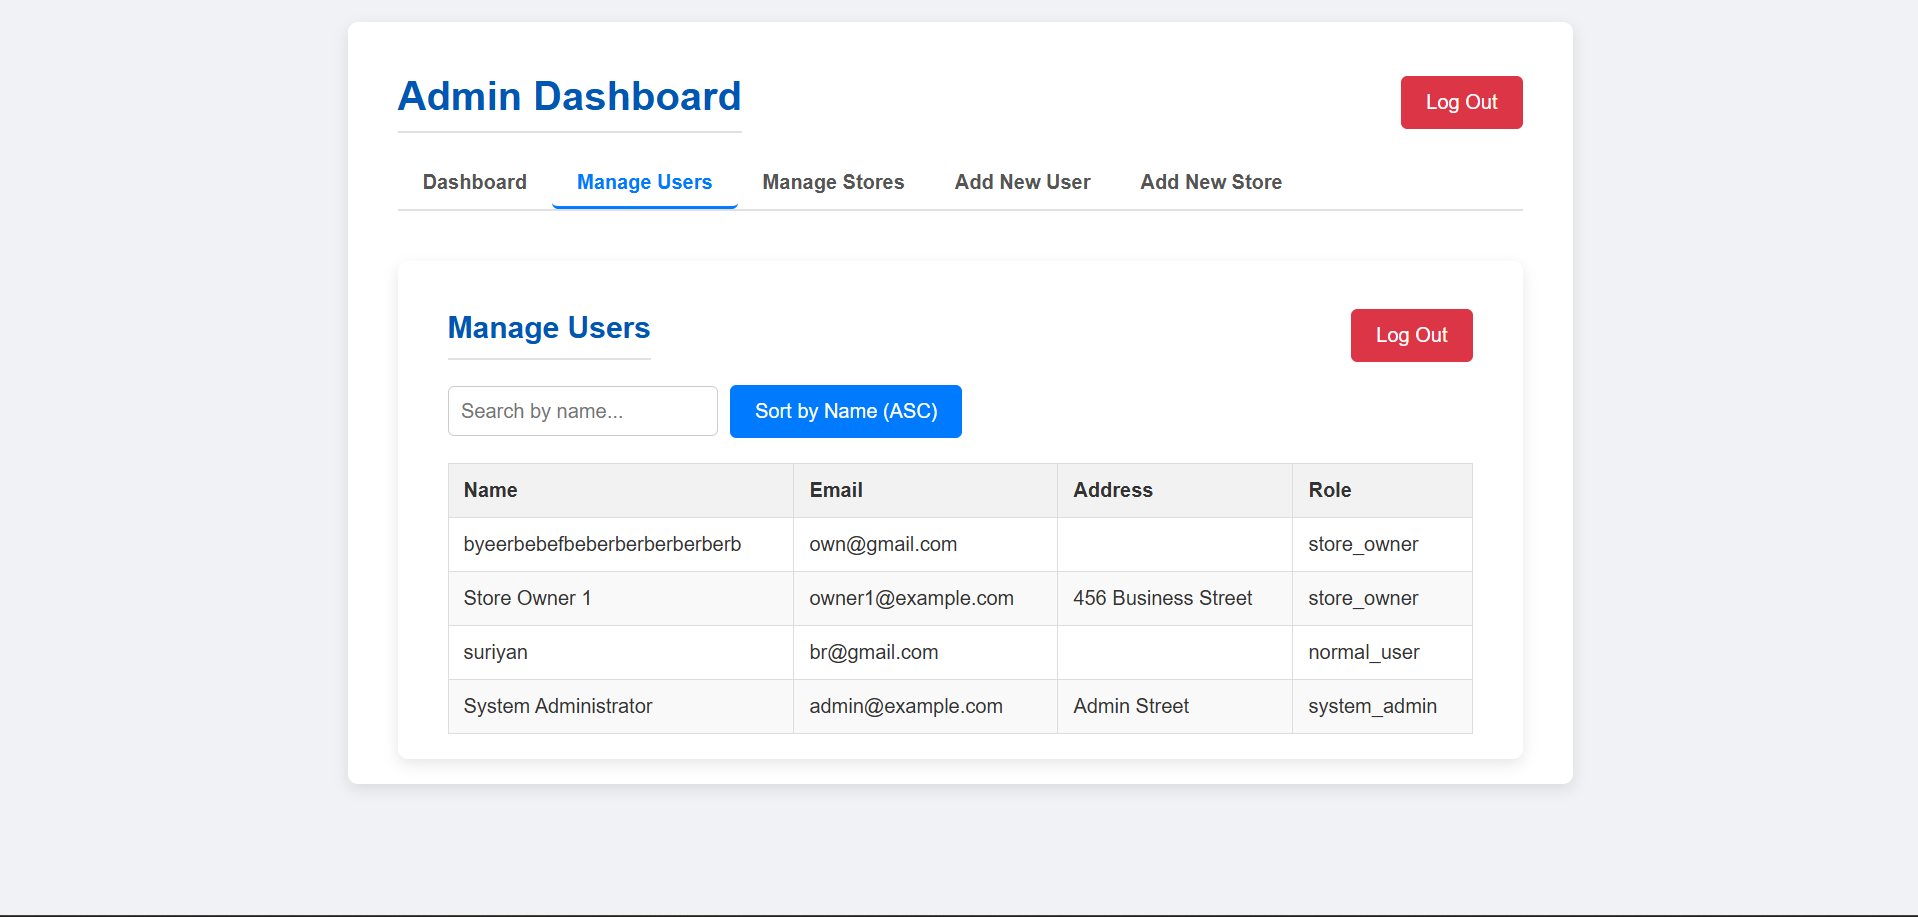 Admin Dashboard
Log Out
Dashboard Manage Users Manage Stores Add New User Add New Store
Manage Users
Log Out
Search by name... Sort by Name (ASC)
Name Email Address Role
byeerbebefbeberberberberberb own@gmail.com store_owner
Store Owner 1 owner1@example.com 456 Business Street store_owner
suriyan br@gmail.com normal_user
System Administrator admin@example.com Admin Street system_admin